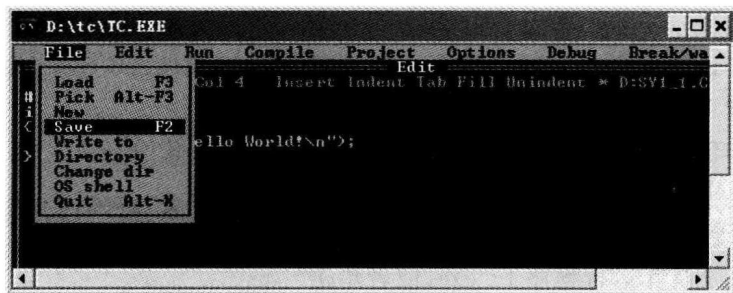 D:\tc\TC.EXE
File Edit Run Compile Project Options Debug Break/wa
Edit
Col 4 Insert Indent Tab Fill Unindent * D:SY1_1.C
Load F3
Pick Alt-F3
New
Save F2
Write to
Directory
Change dir
OS shell
Quit Alt-X
#
i
<
ello World!\n");
>